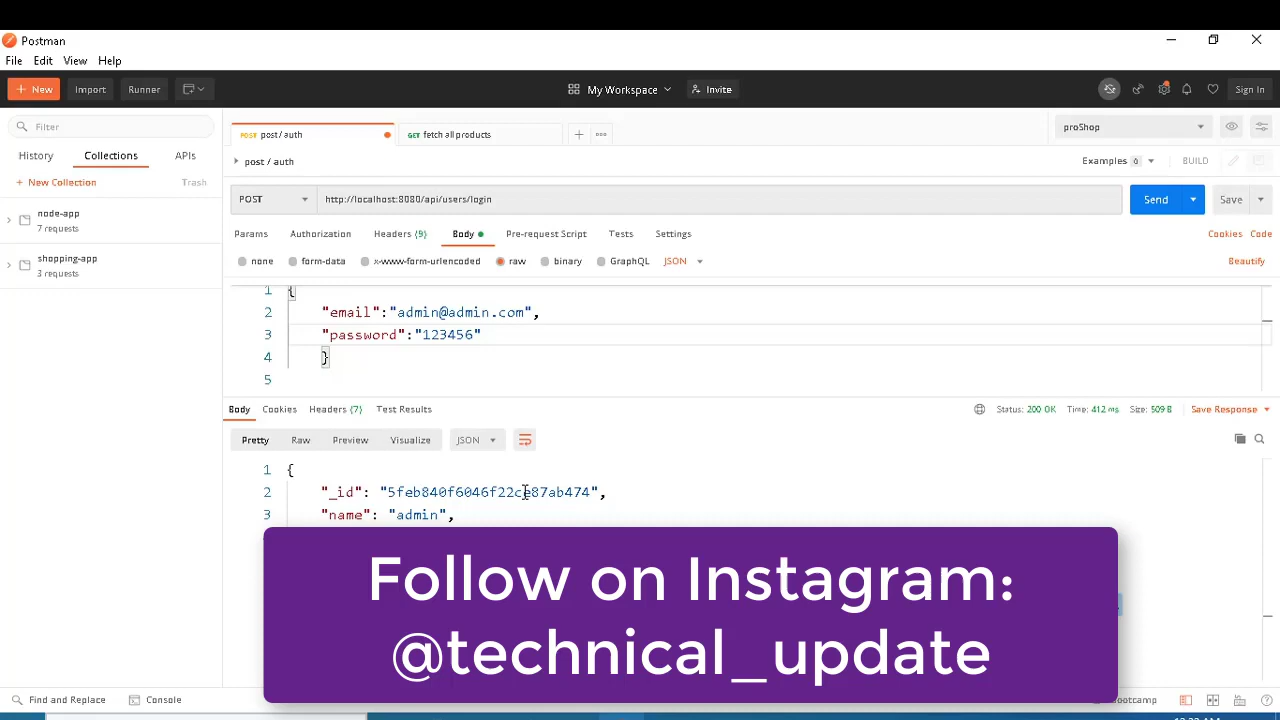 Postman
File Edit View Help
+ New Import Runner My Workspace Invite Sign In
Filter
History Collections APIs
+ New Collection Trash
node-app
7 requests
shopping-app
3 requests
POST post / auth GET fetch all products + ••• proShop
post / auth Examples 0 BUILD
POST http://localhost:8080/api/users/login Send Save
Params Authorization Headers (9) Body Pre-request Script Tests Settings Cookies Code
none form-data x-www-form-urlencoded raw binary GraphQL JSON Beautify
1 {
2 "email":"admin@admin.com",
3 "password":"123456"
4 }
5
Body Cookies Headers (7) Test Results Status: 200 OK Time: 412 ms Size: 509 B Save Response
Pretty Raw Preview Visualize JSON
1 {
2 "_id": "5feb840f6046f22ce87ab474",
3 "name": "admin",
Follow on Instagram:
@technical_update
Find and Replace Console